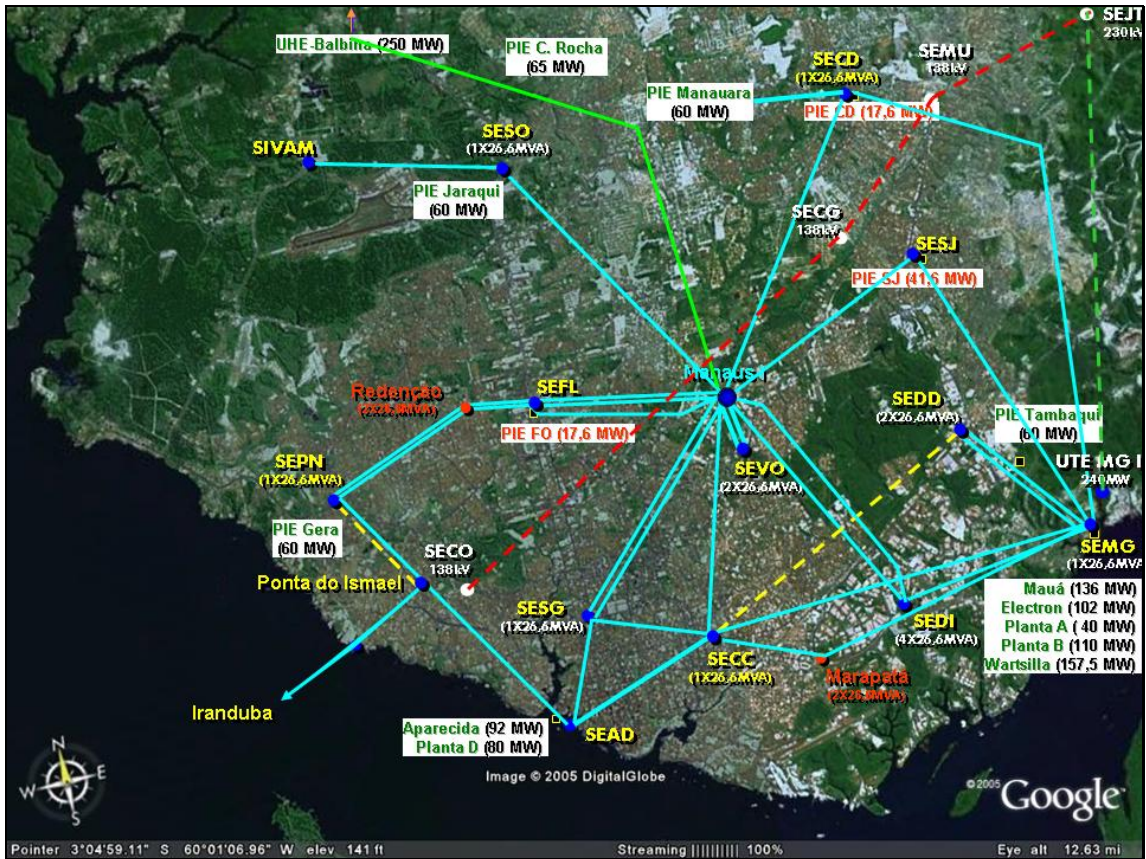 SEJT
230kV
UHE-Balbina (250 MW)
PIE C. Rocha
(65 MW)
SECD
(1X26,6MVA)
SEMU
138kV
PIE Manauara
(60 MW)
PIE CD (17,6 MW)
SIVAM
SESO
(1X26,6MVA)
PIE Jaraqui
(60 MW)
SECG
138kV
SESJ
PIE SJ (41,6 MW)
Redenção
(2X26,6MVA)
SEFL
PIE FO (17,6 MW)
SEDD
(2X26,6MVA)
PIE Tambaqui
(60 MW)
SEVO
(2X26,6MVA)
UTE MG I
240MW
SEPN
(1X26,6MVA)
PIE Gera
(60 MW)
SECO
138kV
Ponta do Ismael
SEMG
(1X26,6MVA
SESG
(1X26,6MVA)
SECC
(1X26,6MVA)
SEDI
(4X26,6MVA)
Mauá (136 MW)
Electron (102 MW)
Planta A ( 40 MW)
Planta B (110 MW)
Wartsilla (157,5 MW)
Marapatá
(2X26,6MVA)
Iranduba
Aparecida (92 MW)
Planta D (80 MW)
SEAD
N
W E
S
Image © 2005 DigitalGlobe
© 2005 Google
Pointer 3°04'59.11" S 60°01'06.96" W elev 141 ft Streaming |||||||||| 100% Eye alt 12.63 mi